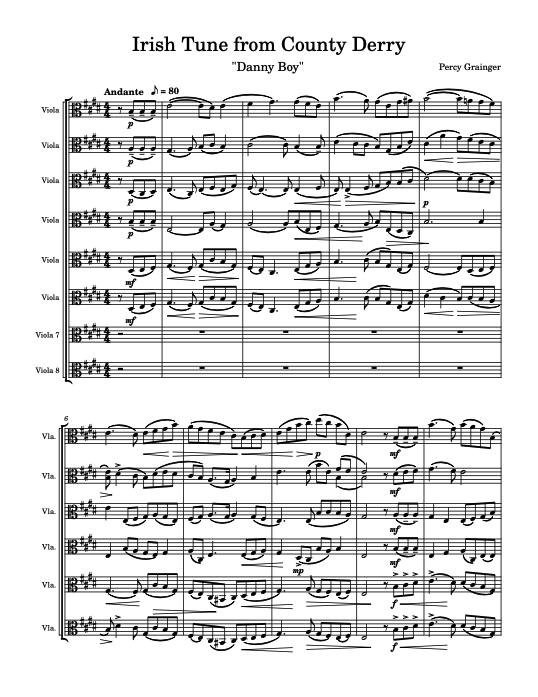 Irish Tune from County Derry
"Danny Boy"
Percy Grainger
Andante ♪ = 80
Viola
p
Viola
p
Viola
p
p
Viola
p
Viola
mf
Viola
mf
Viola 7
Viola 8
6
Vla.
p
mf
Vla.
mf
Vla.
mf
Vla.
mp
mf
Vla.
f
Vla.
f